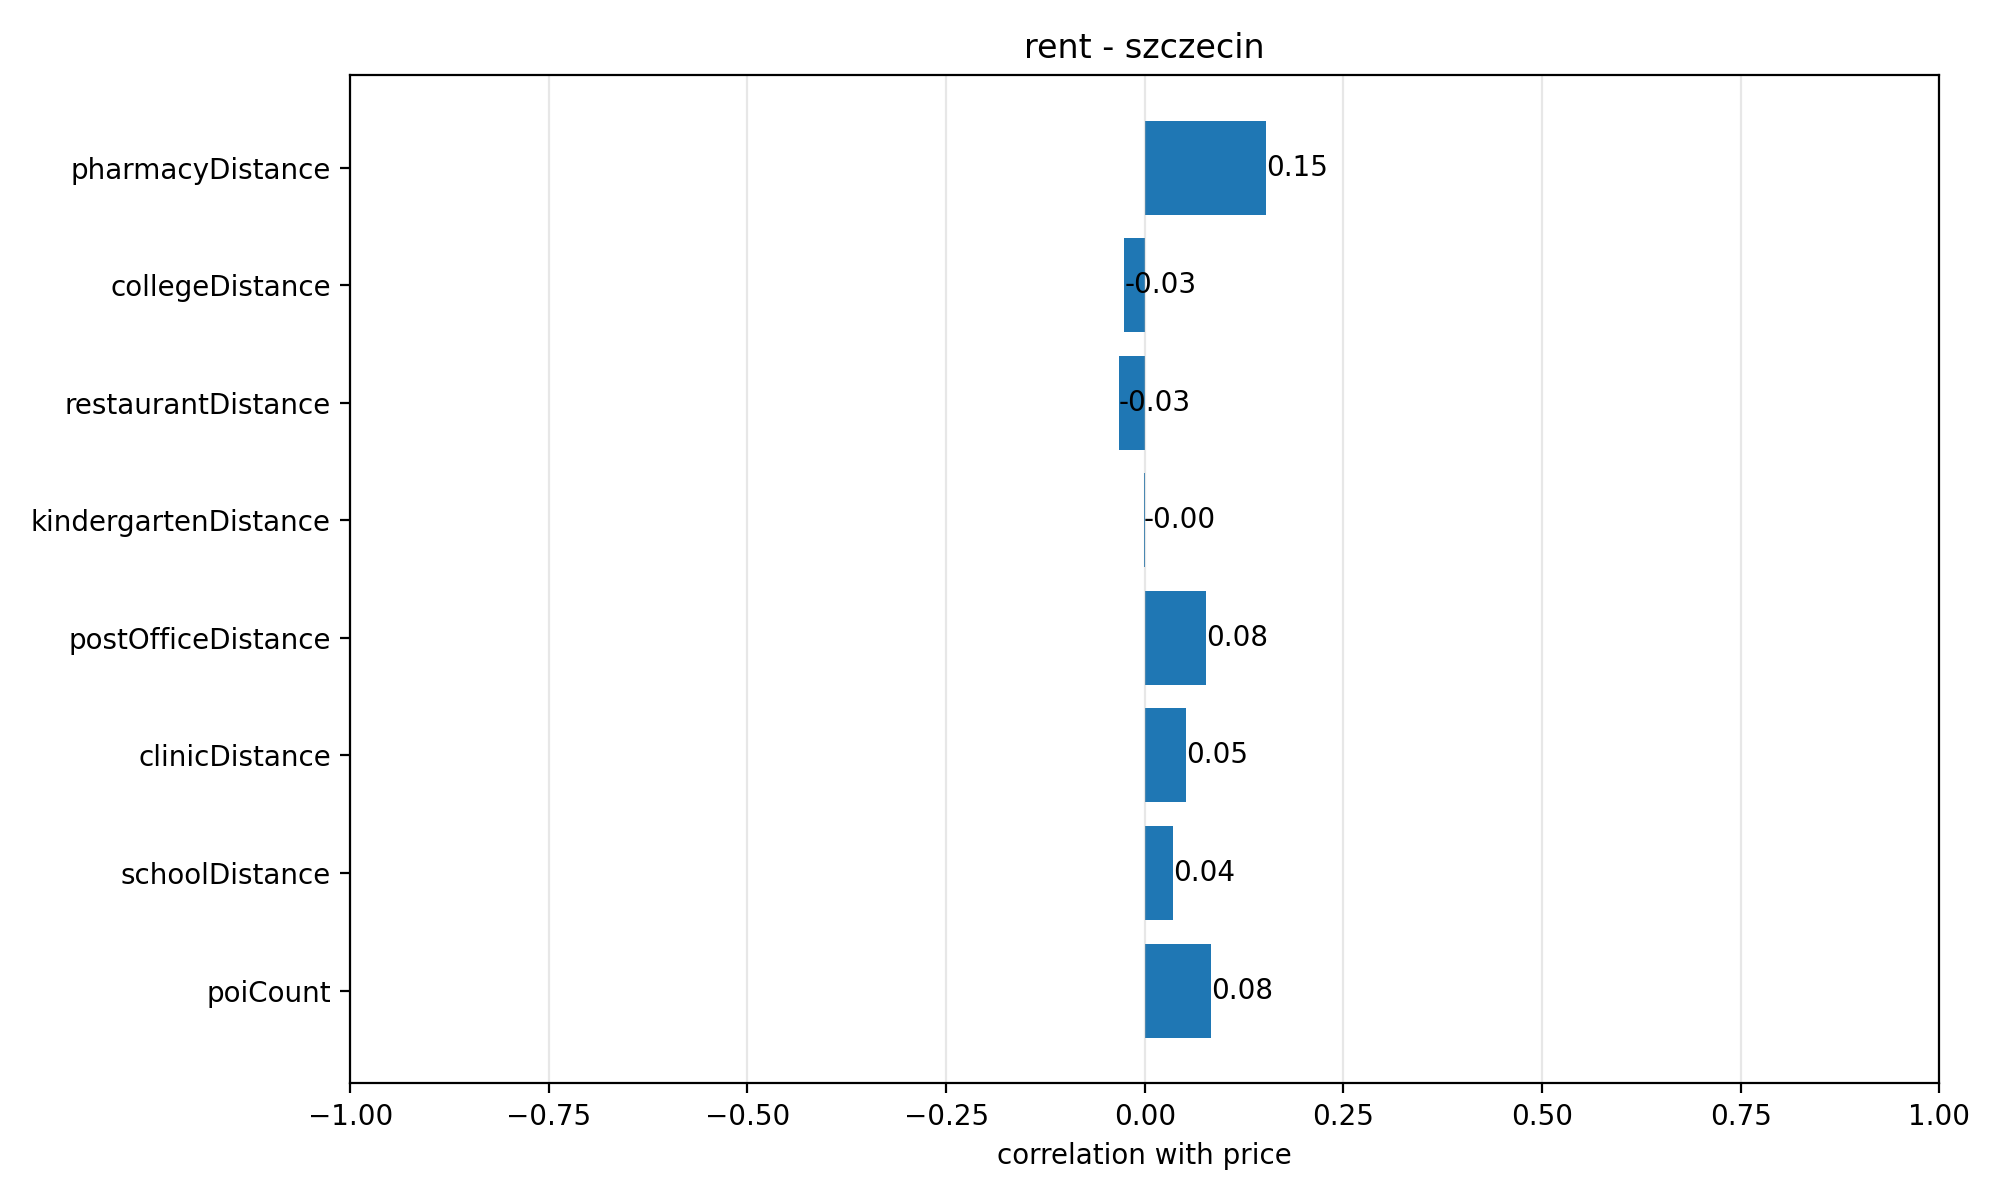 rent - szczecin
pharmacyDistance 0.15
collegeDistance -0.03
restaurantDistance -0.03
kindergartenDistance -0.00
postOfficeDistance 0.08
clinicDistance 0.05
schoolDistance 0.04
poiCount 0.08
−1.00 −0.75 −0.50 −0.25 0.00 0.25 0.50 0.75 1.00
correlation with price